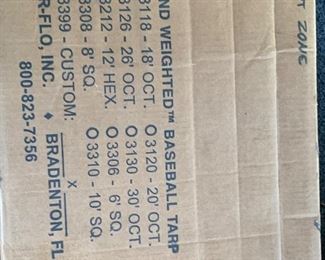 T ZONE
ND WEIGHTED™ BASEBALL TARP
3118 - 18' OCT. O 3120 - 20' OCT.
3126 - 26' OCT. O 3130 - 30' OCT.
3212 - 12' HEX. O 3306 - 6' SQ.
3308 - 8' SQ. O 3310 - 10' SQ.
3399 - CUSTOM: x
R-FLO, INC. ♦ BRADENTON, FL
800-823-7356